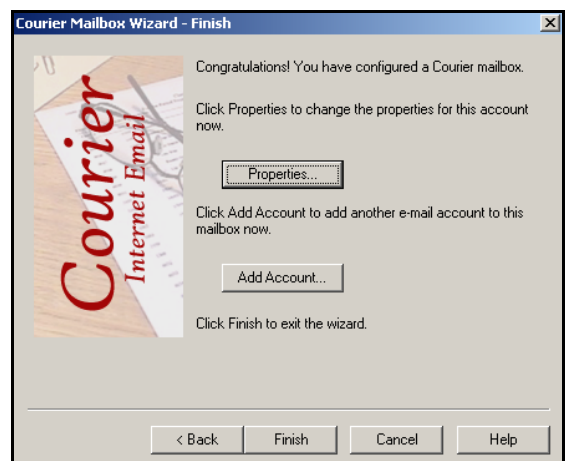 Courier Mailbox Wizard - Finish
Courier
Internet Email
Congratulations! You have configured a Courier mailbox.
Click Properties to change the properties for this account
now.
Properties...
Click Add Account to add another e-mail account to this
mailbox now.
Add Account...
Click Finish to exit the wizard.
< Back
Finish
Cancel
Help